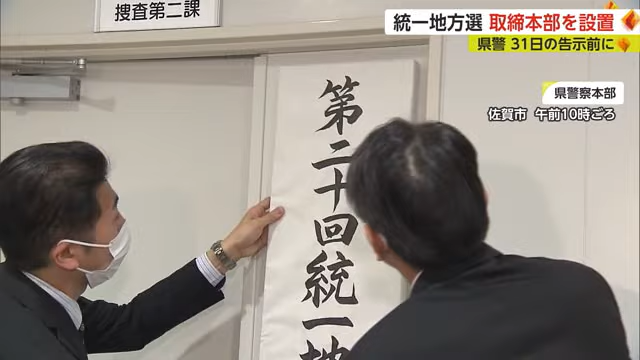 捜査第二課
統一地方選 取締本部を設置
県警 31日の告示前に
県警察本部
佐賀市 午前10時ごろ
第二十回統一地